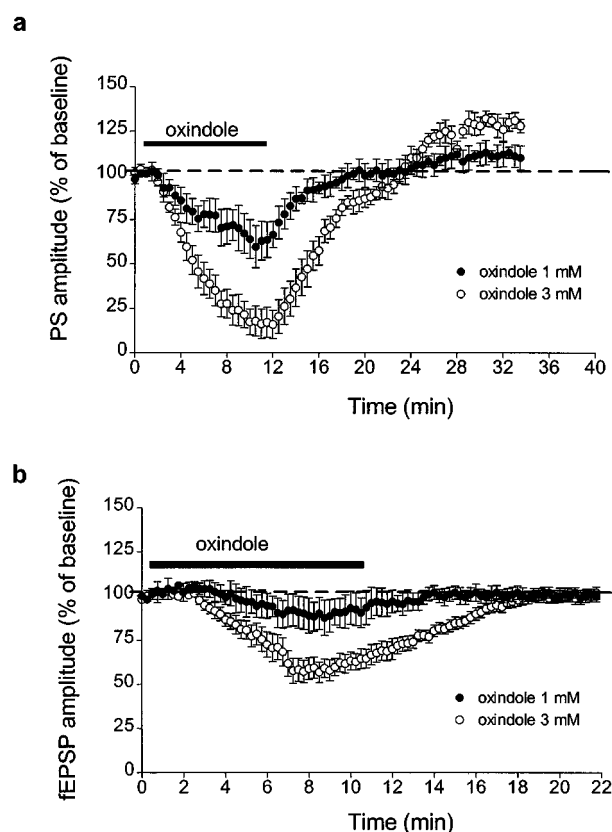 a
PS amplitude (% of baseline)
150
125
100
75
50
25
0
oxindole
oxindole 1 mM
oxindole 3 mM
0 4 8 12 16 20 24 28 32 36 40
Time (min)
b
fEPSP amplitude (% of baseline)
150
125
100
75
50
25
0
oxindole
oxindole 1 mM
oxindole 3 mM
0 2 4 6 8 10 12 14 16 18 20 22
Time (min)